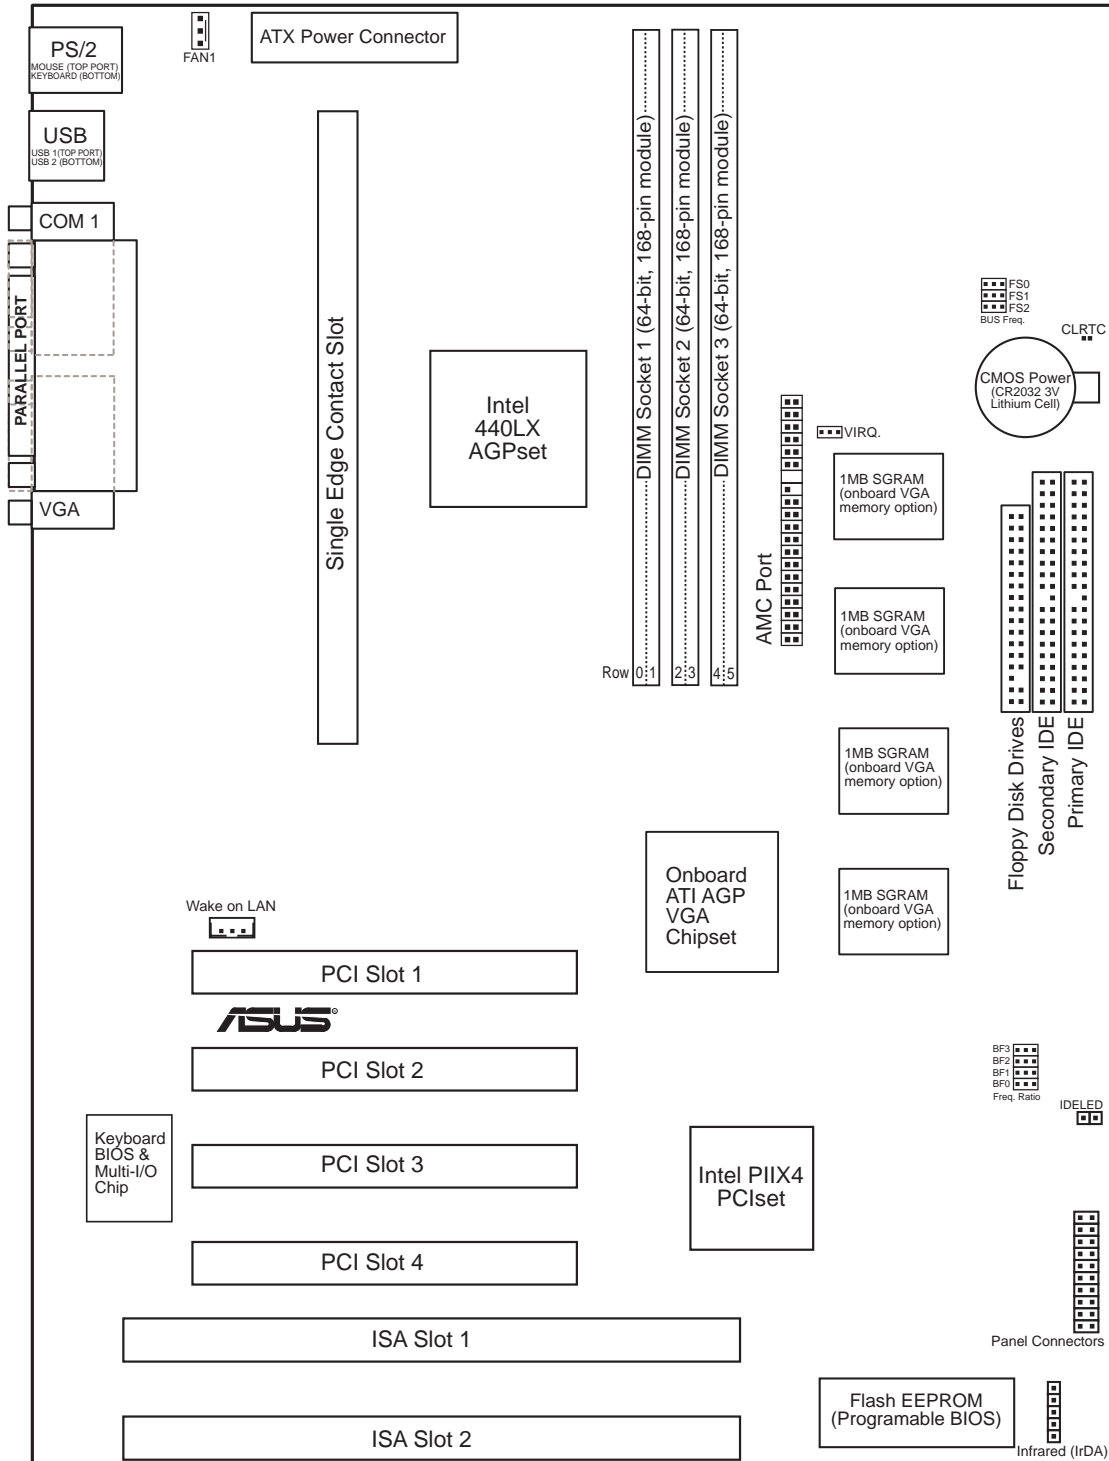 PS/2
MOUSE (TOP PORT)
KEYBOARD (BOTTOM)
FAN1
ATX Power Connector
USB
USB 1(TOP PORT)
USB 2 (BOTTOM)
COM 1
PARALLEL PORT
VGA
Single Edge Contact Slot
Intel
440LX
AGPset
DIMM Socket 1 (64-bit, 168-pin module)
DIMM Socket 2 (64-bit, 168-pin module)
DIMM Socket 3 (64-bit, 168-pin module)
Row 0 1 2 3 4 5
FS0
FS1
FS2
BUS Freq.
CLRTC
CMOS Power
(CR2032 3V
Lithium Cell)
VIRQ.
AMC Port
1MB SGRAM
(onboard VGA
memory option)
1MB SGRAM
(onboard VGA
memory option)
1MB SGRAM
(onboard VGA
memory option)
1MB SGRAM
(onboard VGA
memory option)
Floppy Disk Drives
Secondary IDE
Primary IDE
Onboard
ATI AGP
VGA
Chipset
Wake on LAN
PCI Slot 1
ASUS®
PCI Slot 2
BF3
BF2
BF1
BF0
Freq. Ratio
IDELED
Keyboard
BIOS &
Multi-I/O
Chip
PCI Slot 3
Intel PIIX4
PCIset
PCI Slot 4
Panel Connectors
ISA Slot 1
Flash EEPROM
(Programable BIOS)
ISA Slot 2
Infrared (IrDA)